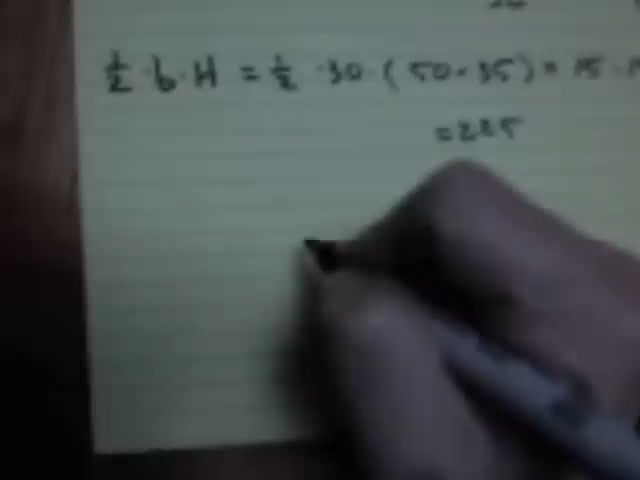 ½ · b · H = ½ · 30 · ( 50 - 35 ) = 15 ·
= 225